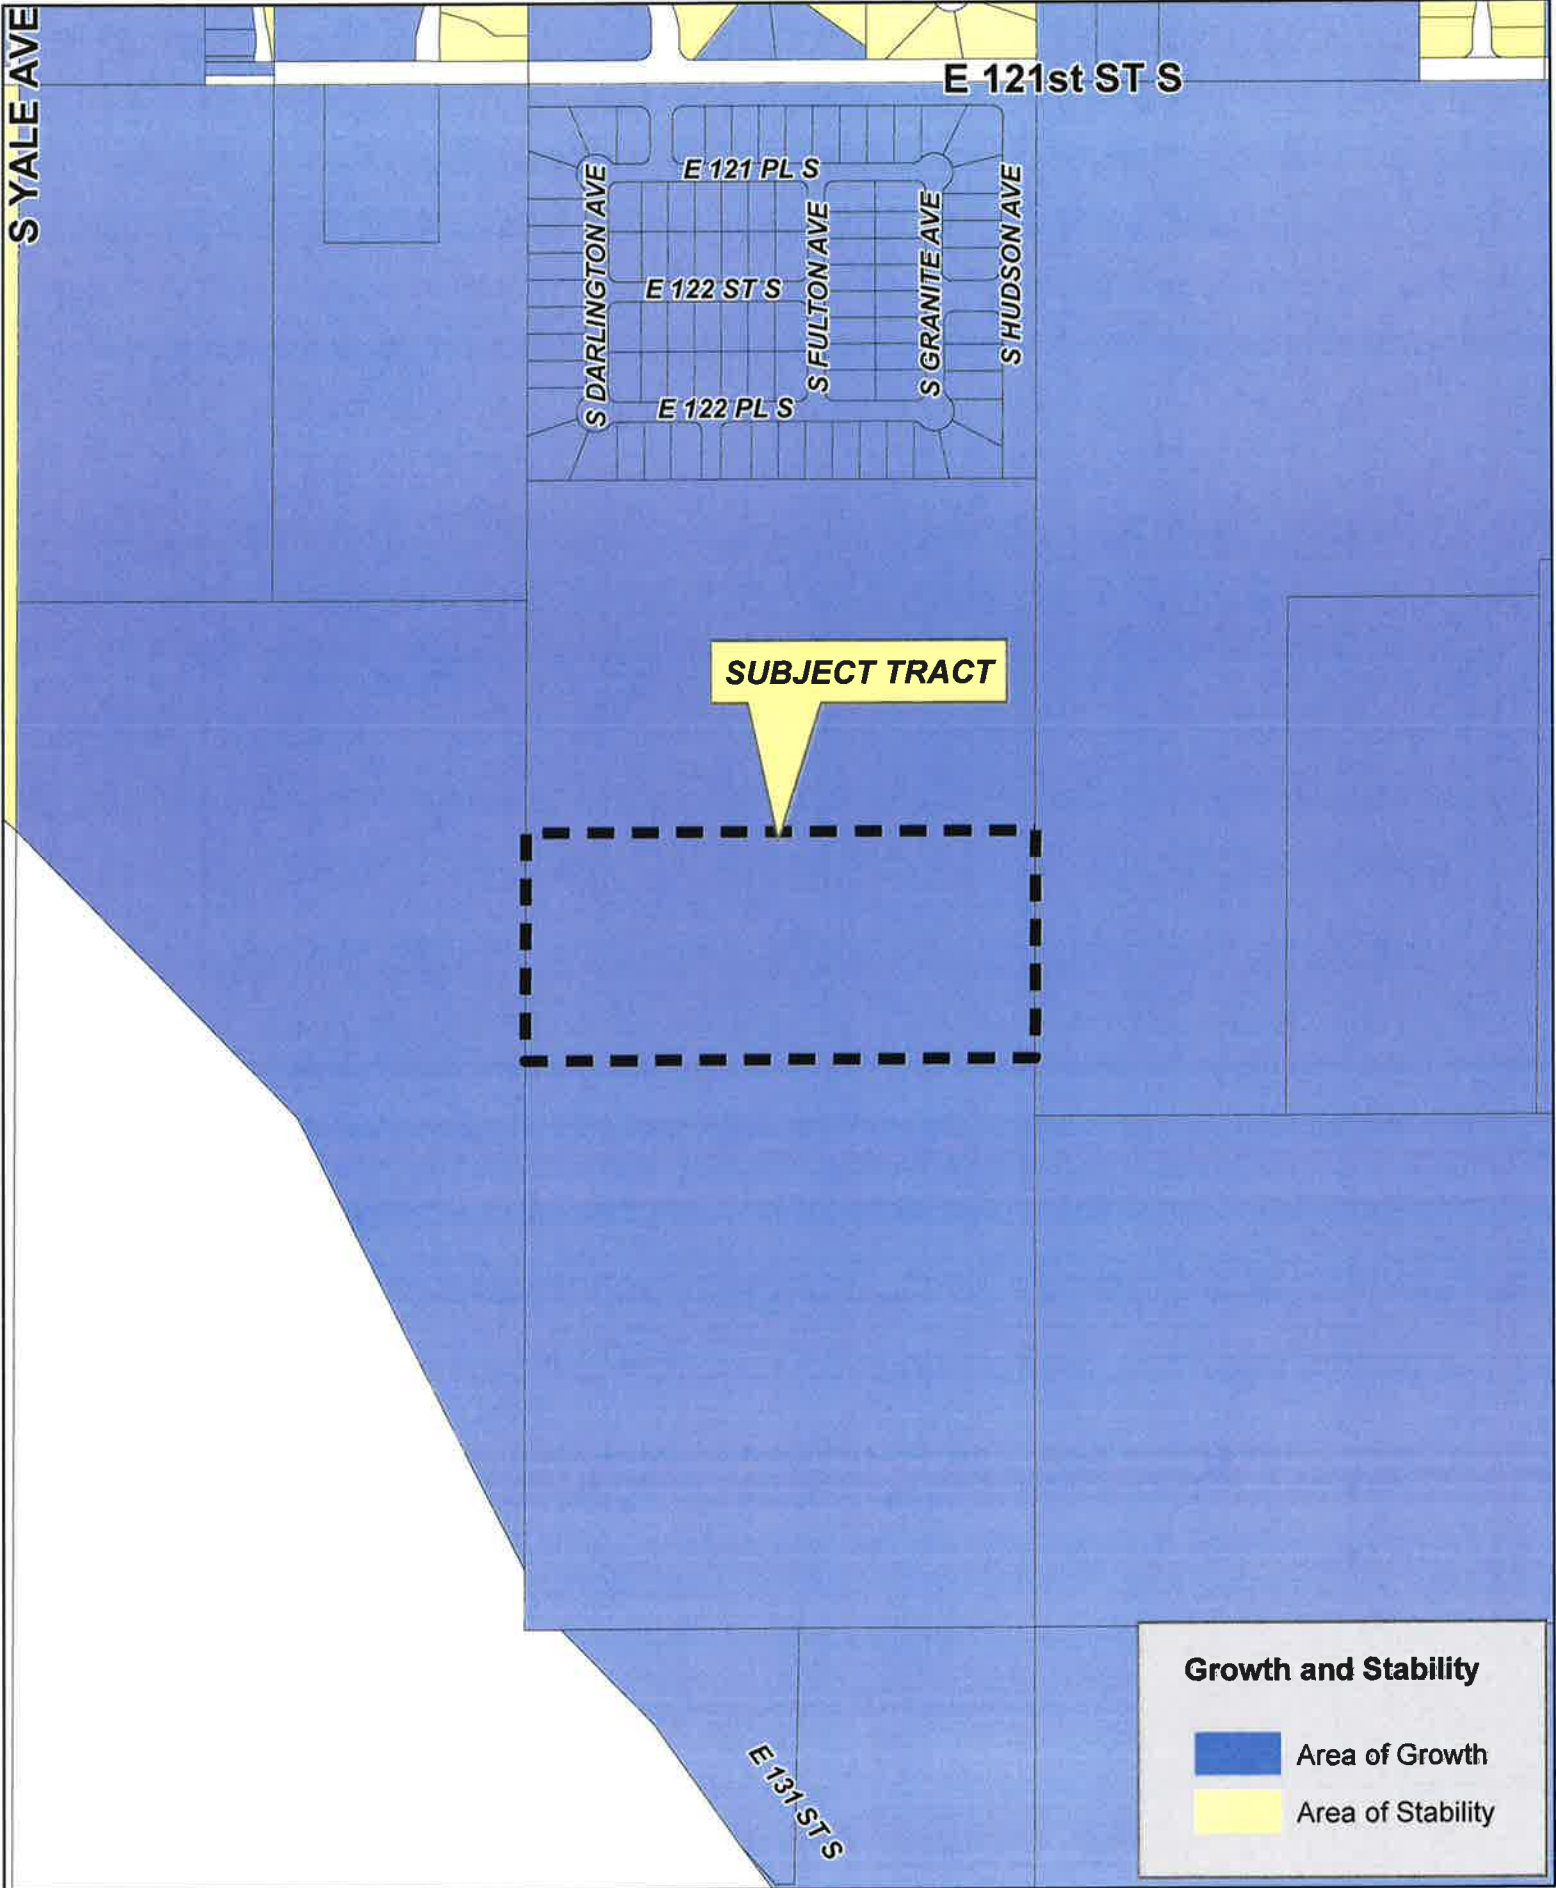 S YALE AVE
E 121st ST S
E 121 PL S
S DARLINGTON AVE
S FULTON AVE
S GRANITE AVE
S HUDSON AVE
E 122 ST S
E 122 PL S
SUBJECT TRACT
E 131 ST S
Growth and Stability
Area of Growth
Area of Stability